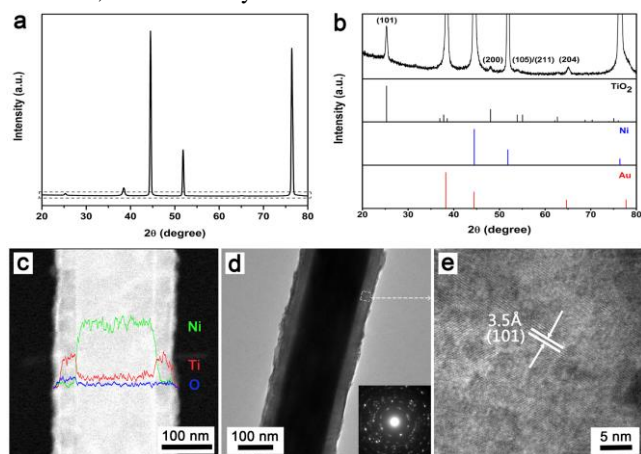 a
Intensity (a.u.)
20 30 40 50 60 70 80
2θ (degree)
b
Intensity (a.u.)
(101)
(200)
(105)/(211)
(204)
TiO₂
Ni
Au
20 30 40 50 60 70 80
2θ (degree)
c
Ni
Ti
O
100 nm
d
100 nm
e
3.5Å
(101)
5 nm